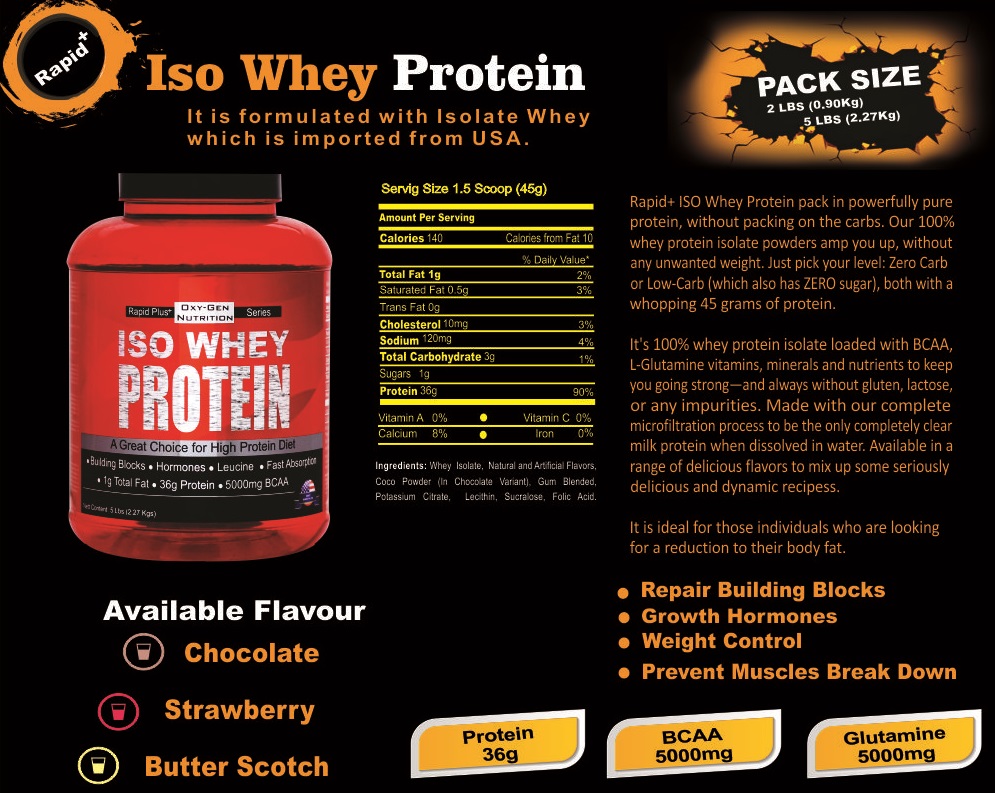 Rapid+
Iso Whey Protein
It is formulated with Isolate Whey
which is imported from USA.
PACK SIZE
2 LBS (0.90Kg)
5 LBS (2.27Kg)
Rapid Plus+ OXY-GEN NUTRITION Series
ISO WHEY
PROTEIN
A Great Choice for High Protein Diet
• Building Blocks • Hormones • Leucine • Fast Absorption
• 1g Total Fat • 36g Protein • 5000mg BCAA
Net Content: 5 Lbs (2.27 Kgs)
Servig Size 1.5 Scoop (45g)
Amount Per Serving
Calories 140 Calories from Fat 10
% Daily Value*
Total Fat 1g 2%
Saturated Fat 0.5g 3%
Trans Fat 0g
Cholesterol 10mg 3%
Sodium 120mg 4%
Total Carbohydrate 3g 1%
Sugars 1g
Protein 36g 90%
Vitamin A 0% • Vitamin C 0%
Calcium 8% • Iron 0%
Ingredients: Whey Isolate, Natural and Artificial Flavors,
Coco Powder (In Chocolate Variant), Gum Blended,
Potassium Citrate, Lecithin, Sucralose, Folic Acid.
Rapid+ ISO Whey Protein pack in powerfully pure
protein, without packing on the carbs. Our 100%
whey protein isolate powders amp you up, without
any unwanted weight. Just pick your level: Zero Carb
or Low-Carb (which also has ZERO sugar), both with a
whopping 45 grams of protein.
It's 100% whey protein isolate loaded with BCAA,
L-Glutamine vitamins, minerals and nutrients to keep
you going strong—and always without gluten, lactose,
or any impurities. Made with our complete
microfiltration process to be the only completely clear
milk protein when dissolved in water. Available in a
range of delicious flavors to mix up some seriously
delicious and dynamic recipess.
It is ideal for those individuals who are looking
for a reduction to their body fat.
• Repair Building Blocks
• Growth Hormones
• Weight Control
• Prevent Muscles Break Down
Available Flavour
Chocolate
Strawberry
Butter Scotch
Protein
36g
BCAA
5000mg
Glutamine
5000mg